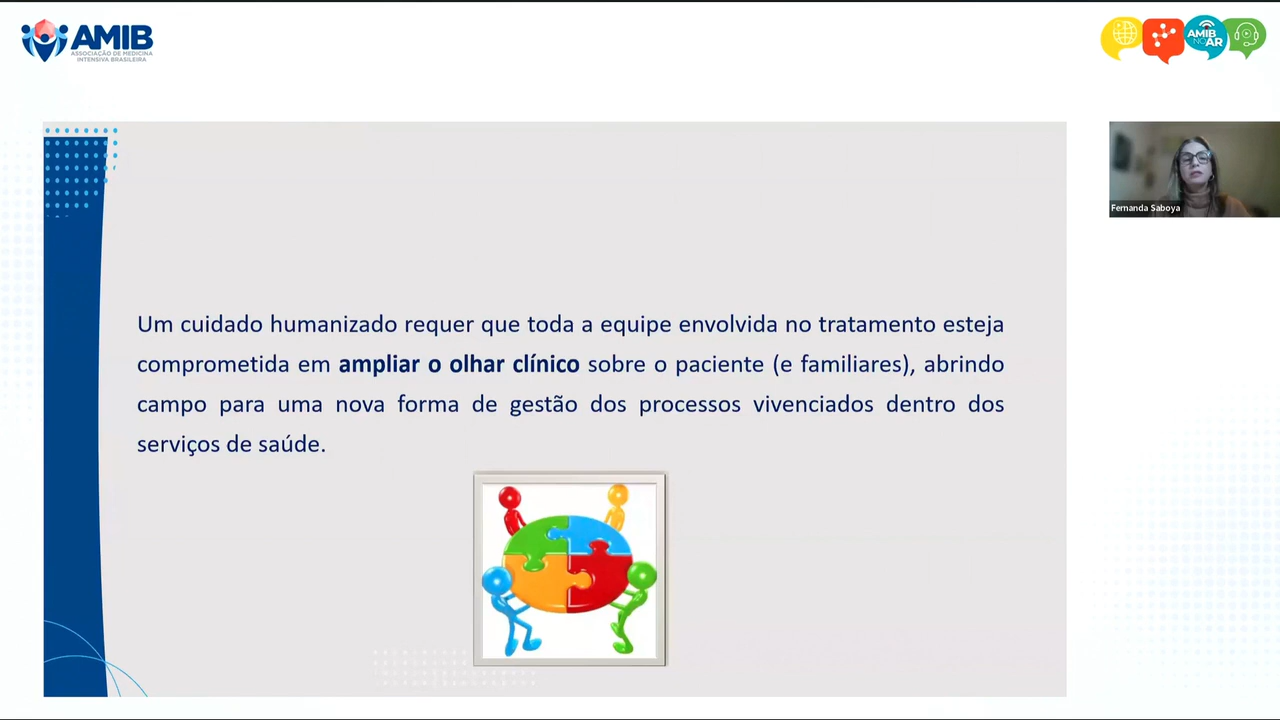 AMIB
ASSOCIAÇÃO DE MEDICINA
INTENSIVA BRASILEIRA
AMIB
NO
AR
Fernanda Saboya
Um cuidado humanizado requer que toda a equipe envolvida no tratamento esteja
comprometida em ampliar o olhar clínico sobre o paciente (e familiares), abrindo
campo para uma nova forma de gestão dos processos vivenciados dentro dos
serviços de saúde.